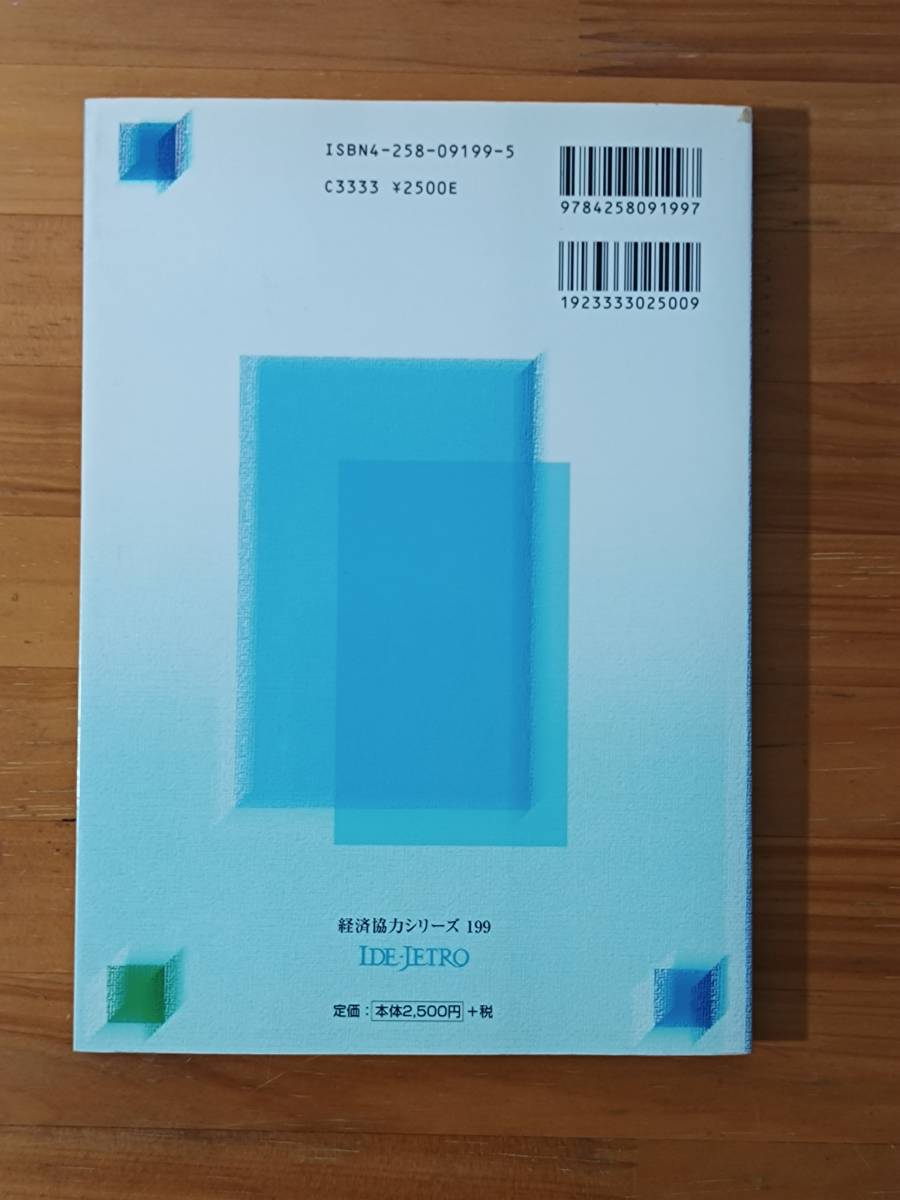 ISBN4-258-09199-5
C3333 ¥2500E
9784258091997
1923333025009
経済協力シリーズ 199
IDE-JETRO
定価：本体2,500円+税